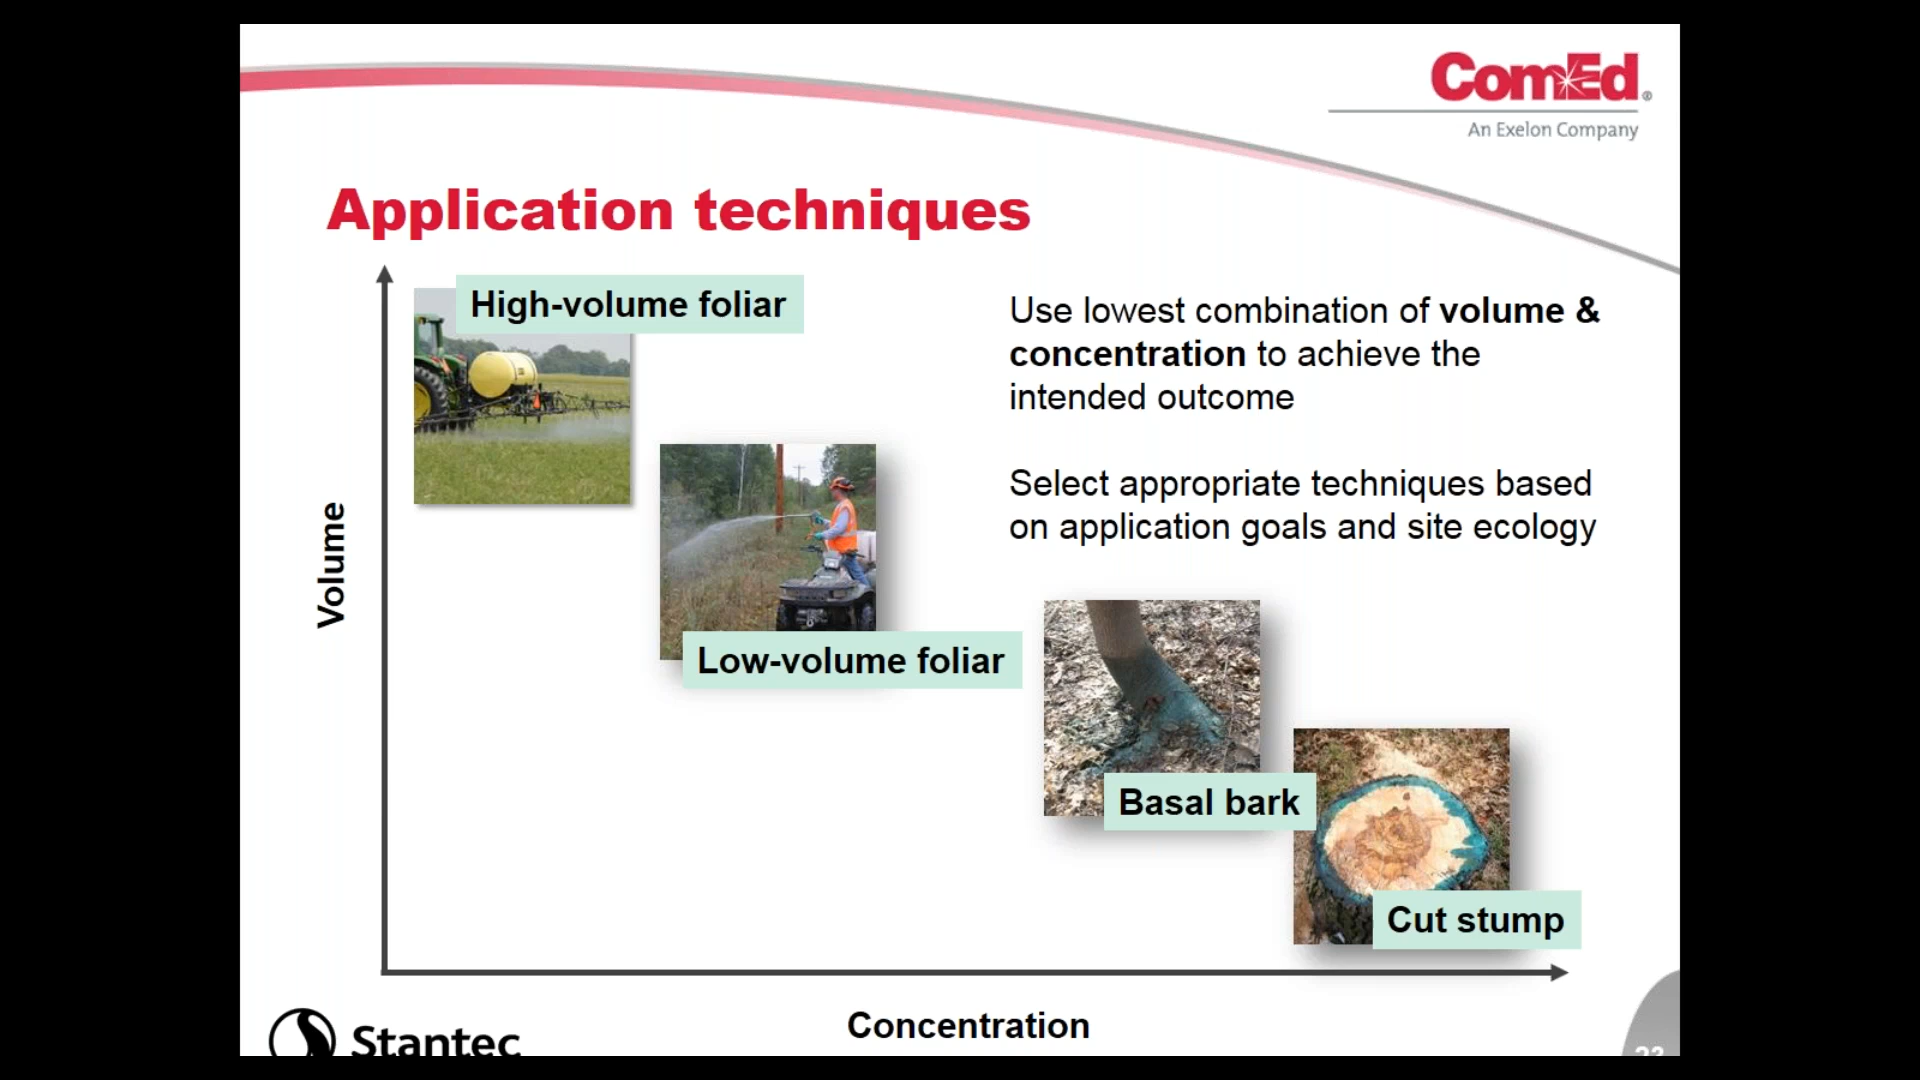 ComEd®
An Exelon Company
Application techniques
High-volume foliar
Use lowest combination of volume &
concentration to achieve the
intended outcome
Select appropriate techniques based
on application goals and site ecology
Volume
Low-volume foliar
Basal bark
Cut stump
Concentration
Stantec